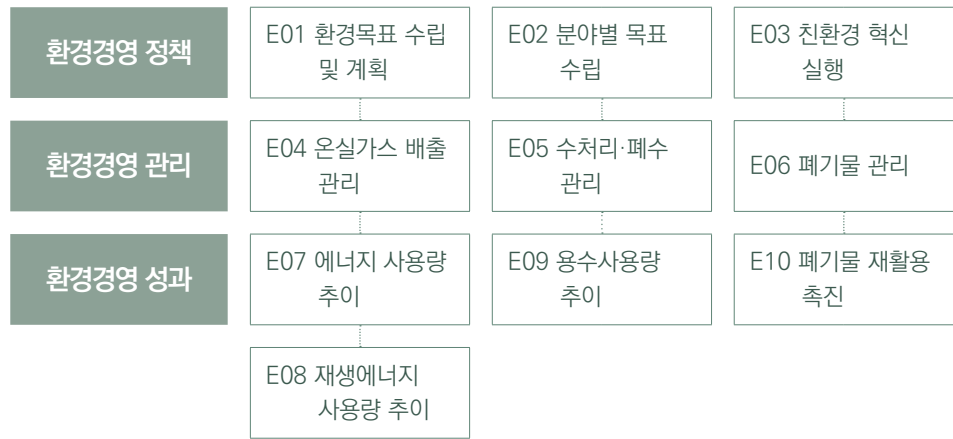 환경경영 정책
E01 환경목표 수립
및 계획
E02 분야별 목표
수립
E03 친환경 혁신
실행
환경경영 관리
E04 온실가스 배출
관리
E05 수처리·폐수
관리
E06 폐기물 관리
환경경영 성과
E07 에너지 사용량
추이
E09 용수사용량
추이
E10 폐기물 재활용
촉진
E08 재생에너지
사용량 추이